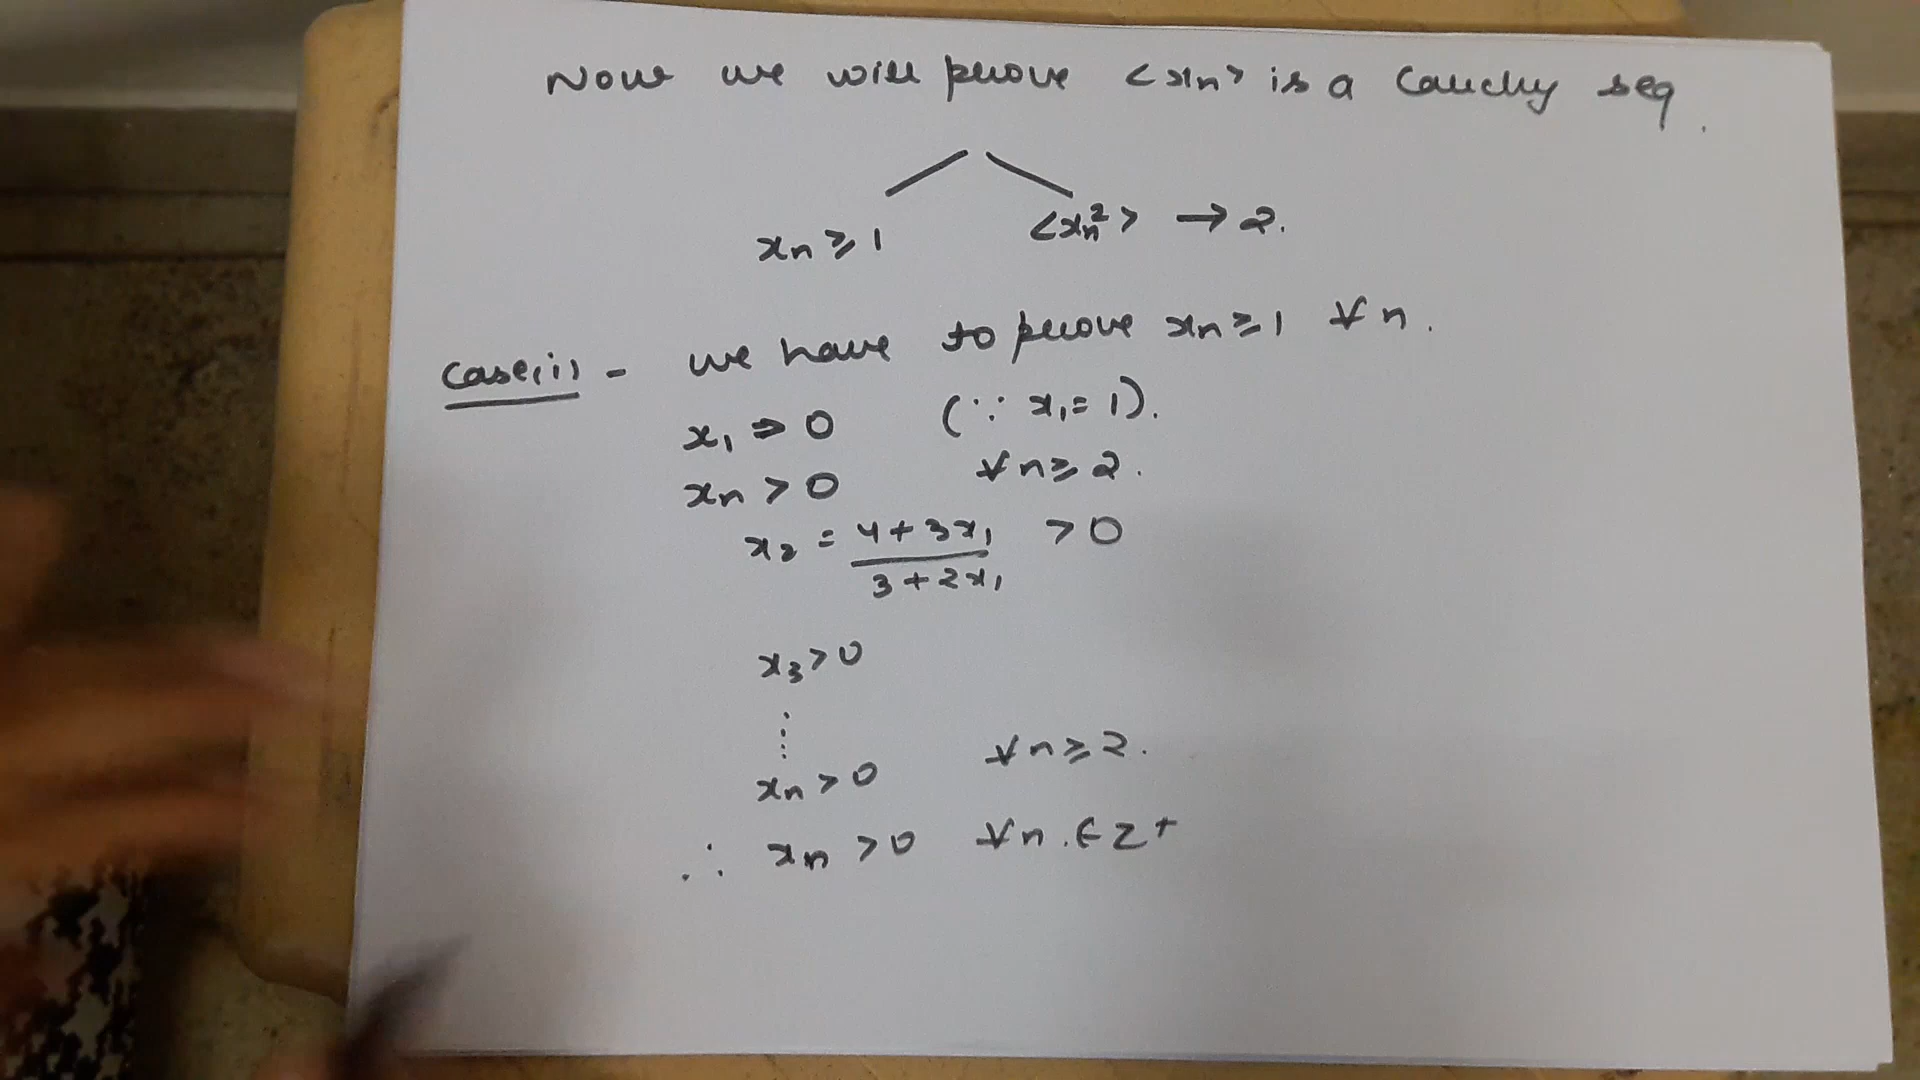 Now we will prove <xn> is a Cauchy seq.
xn ≥ 1 <xn²> → 2.
Case(i) - we have to prove xn ≥ 1 ∀ n.
x₁ > 0 (∵ x₁ = 1).
xn > 0 ∀ n ≥ 2.
x₂ = (4 + 3x₁)/(3 + 2x₁) > 0
x₃ > 0
⋮
xn > 0 ∀ n ≥ 2.
∴ xn > 0 ∀ n. ∈ Z⁺